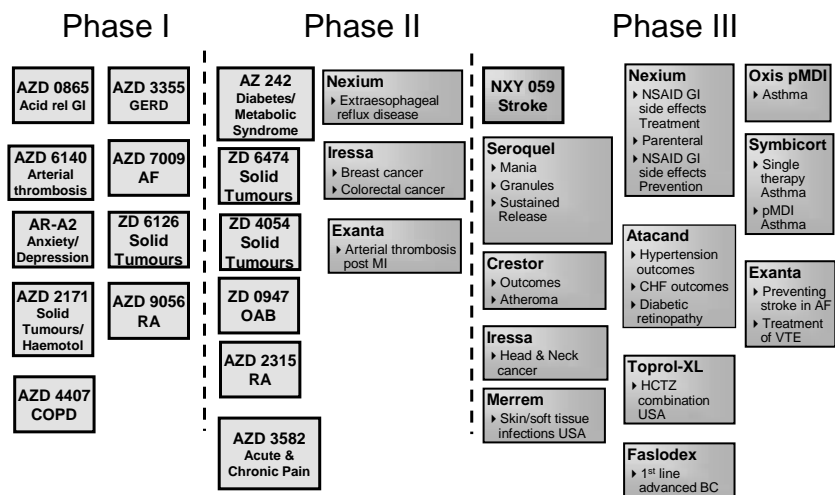 Phase I
Phase II
Phase III
AZD 0865
Acid rel GI
AZD 3355
GERD
AZD 6140
Arterial
thrombosis
AZD 7009
AF
AR-A2
Anxiety/
Depression
ZD 6126
Solid
Tumours
AZD 2171
Solid
Tumours/
Haemotol
AZD 9056
RA
AZD 4407
COPD
AZ 242
Diabetes/
Metabolic
Syndrome
ZD 6474
Solid
Tumours
ZD 4054
Solid
Tumours
ZD 0947
OAB
AZD 2315
RA
AZD 3582
Acute &
Chronic Pain
Nexium
Extraesophageal
reflux disease
Iressa
Breast cancer
Colorectal cancer
Exanta
Arterial thrombosis
post MI
NXY 059
Stroke
Seroquel
Mania
Granules
Sustained
Release
Crestor
Outcomes
Atheroma
Iressa
Head & Neck
cancer
Merrem
Skin/soft tissue
infections USA
Nexium
NSAID GI
side effects
Treatment
Parenteral
NSAID GI
side effects
Prevention
Atacand
Hypertension
outcomes
CHF outcomes
Diabetic
retinopathy
Toprol-XL
HCTZ
combination
USA
Faslodex
1st line
advanced BC
Oxis pMDI
Asthma
Symbicort
Single
therapy
Asthma
pMDI
Asthma
Exanta
Preventing
stroke in AF
Treatment
of VTE